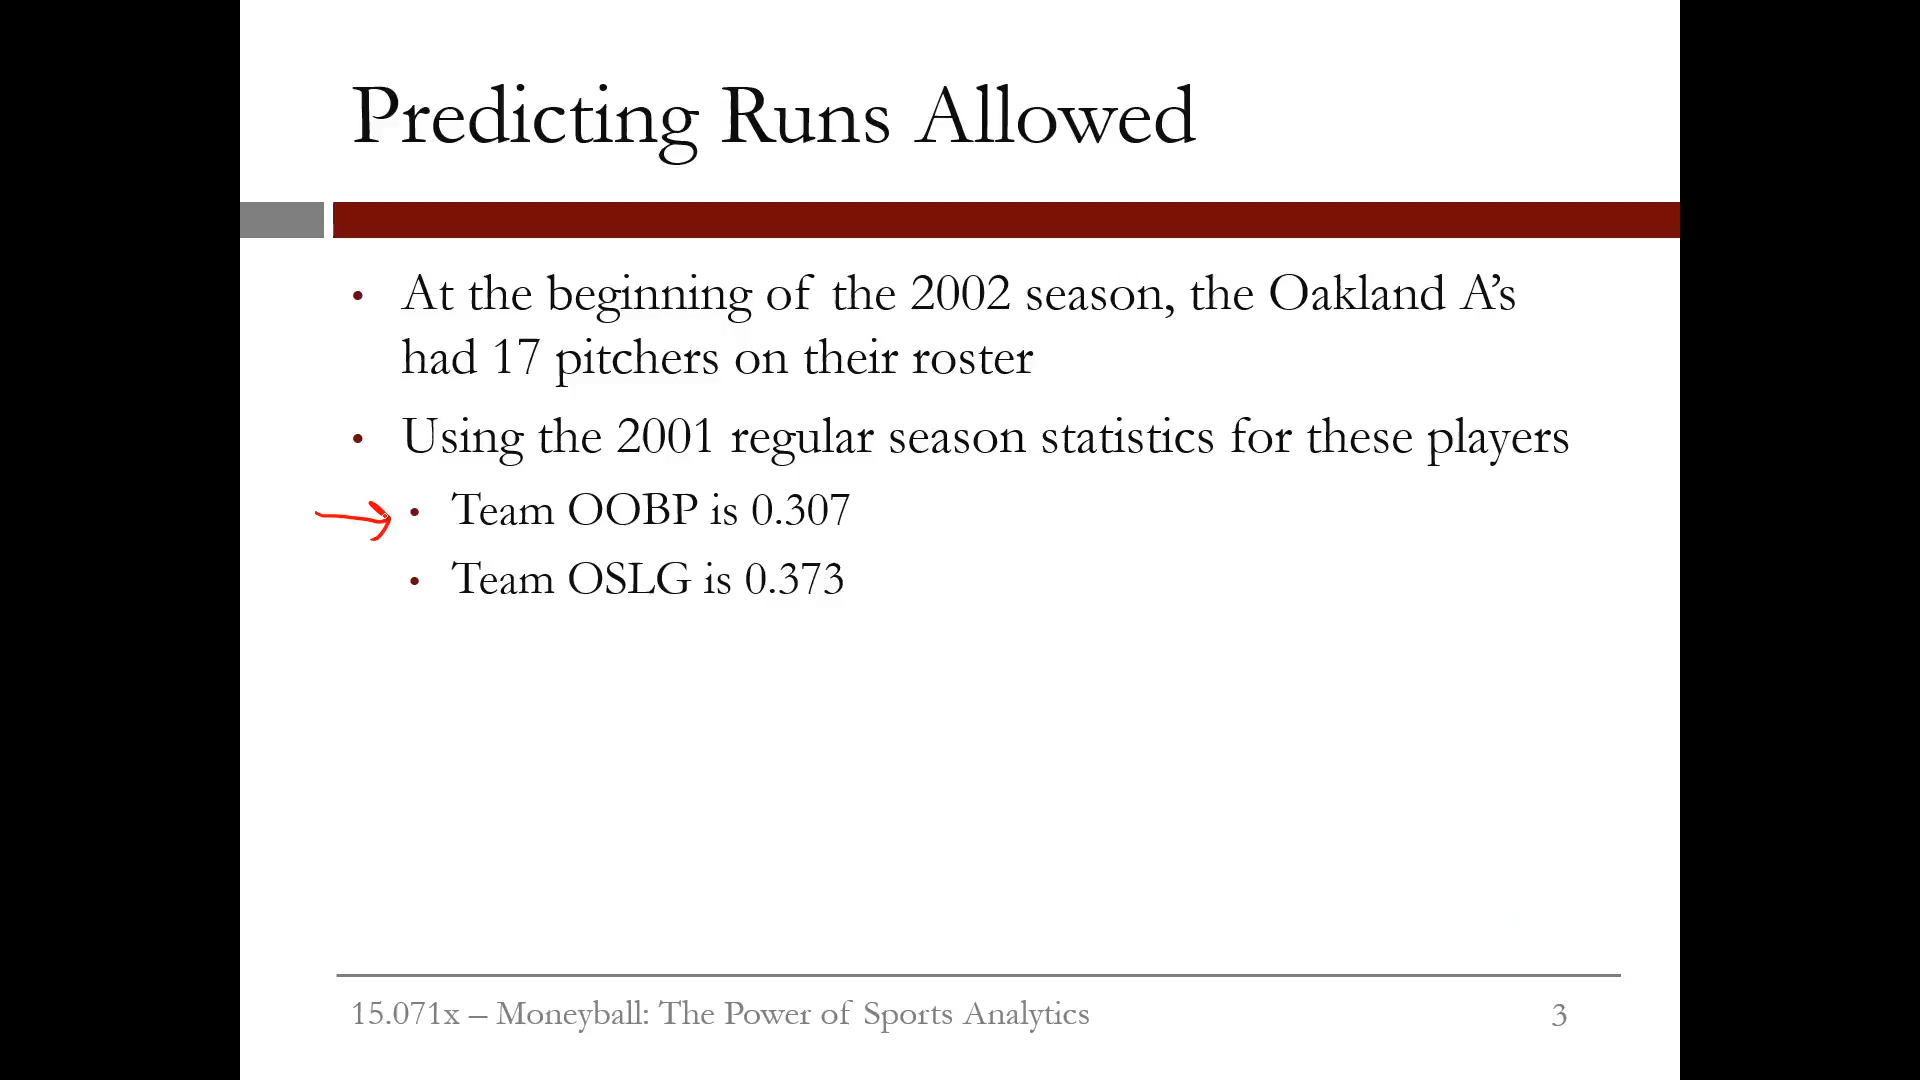 Predicting Runs Allowed
• At the beginning of the 2002 season, the Oakland A’s
had 17 pitchers on their roster
• Using the 2001 regular season statistics for these players
• Team OOBP is 0.307
• Team OSLG is 0.373
15.071x – Moneyball: The Power of Sports Analytics
3